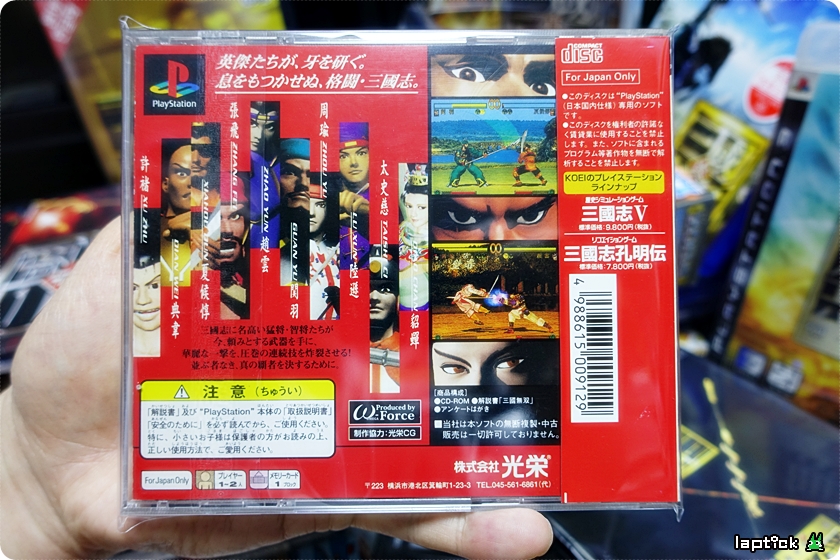 PlayStation
英傑たちが、牙を研ぐ。
息をもつかせぬ、格闘・三國志。
許褚 XU ZHU
DIAN WEI 典韋
XIAHOU DUN 夏侯惇
張飛 ZHANG FEI
ZHAO YUN 趙雲
GUAN YU 関羽
周瑜 ZHOU YU
LU XUN 陸遜
太史慈 TAISHI CI
貂蟬
三國志に名高い猛将・智将たちが
今、頼みとする武器を手に、
華麗な一撃を、圧巻の連続技を炸裂させる!
並ぶ者なき、真の覇者を決するために。
注意(ちゅうい)
「解説書」及び“PlayStation”本体の「取扱説明書」
「安全のために」を必ず読んでから、ご使用ください。
特に、小さいお子様は保護者の方がお読みの上、
正しい使用方法で、ご愛用ください。
For Japan Only
プレイヤー
1~2人
メモリーカード
1ブロック
ω-Force
Produced by
制作協力:光栄CG
[商品構成]
●CD-ROM ●解説書「三國無双」
●アンケートはがき
■当社は本ソフトの無断複製・中古
販売は一切許可しておりません。
株式会社 光栄®
〒223 横浜市港北区箕輪町1-23-3 TEL.045-561-6861(代)
COMPACT
disc
For Japan Only
●このディスクは“PlayStation”
(日本国内仕様)専用のソフト
です。
●このディスクを権利者の許諾な
く賃貸業に使用することを禁止
します。また、ソフトに含まれる
プログラム等著作物を無断で解
析することを禁止します。
KOEIのプレイステーション
ラインナップ
歴史シミュレーションゲーム
三國志V
標準価格:9,800円(税抜)
リコエイションゲーム
三國志孔明伝
標準価格:7,800円(税抜)
4 988615 009129
laptick